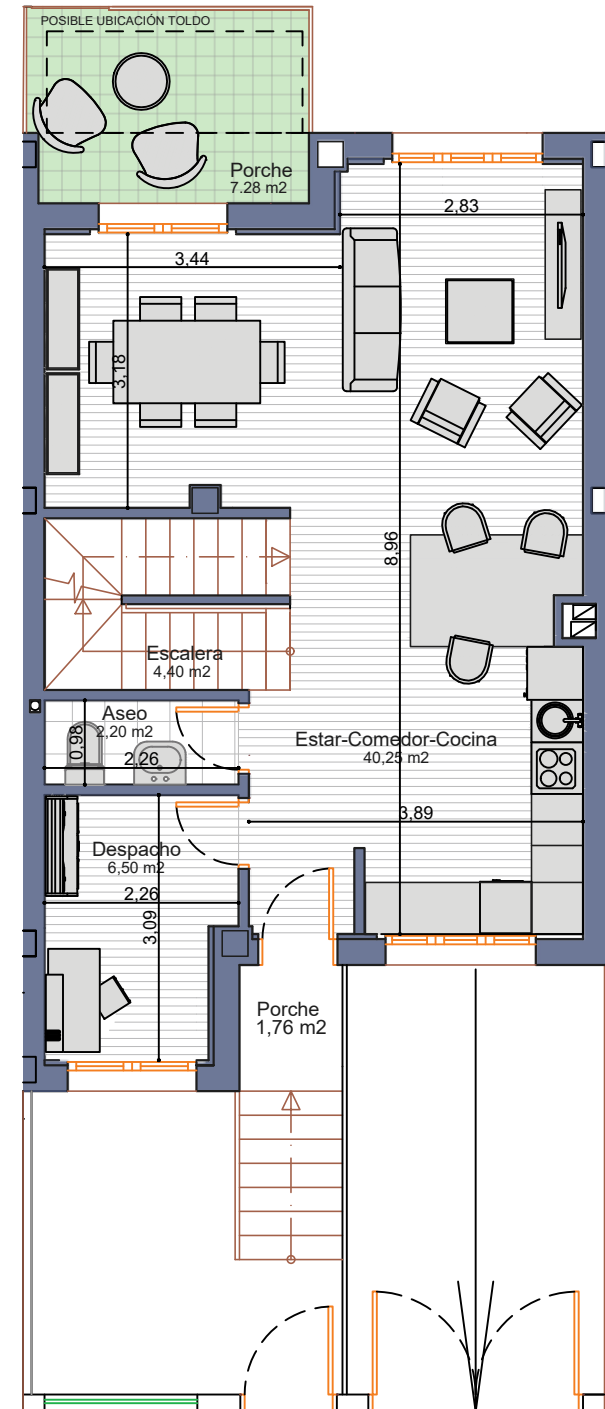 POSIBLE UBICACIÓN TOLDO
Porche
7.28 m2
2,83
3,44
3,18
8,96
Escalera
4,40 m2
Aseo
2,20 m2
0,98
2,26
Estar-Comedor-Cocina
40,25 m2
3,89
Despacho
6,50 m2
2,26
3,09
Porche
1,76 m2